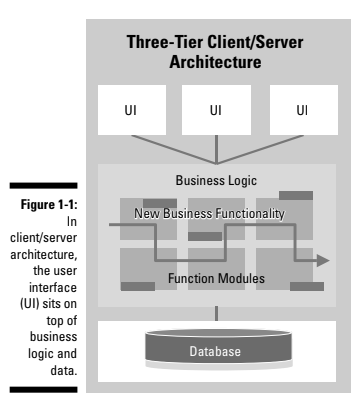 Three-Tier Client/Server
Architecture
UI
UI
UI
Business Logic
New Business Functionality
Function Modules
Database
Figure 1-1:
In
client/server
architecture,
the user
interface
(UI) sits on
top of
business
logic and
data.